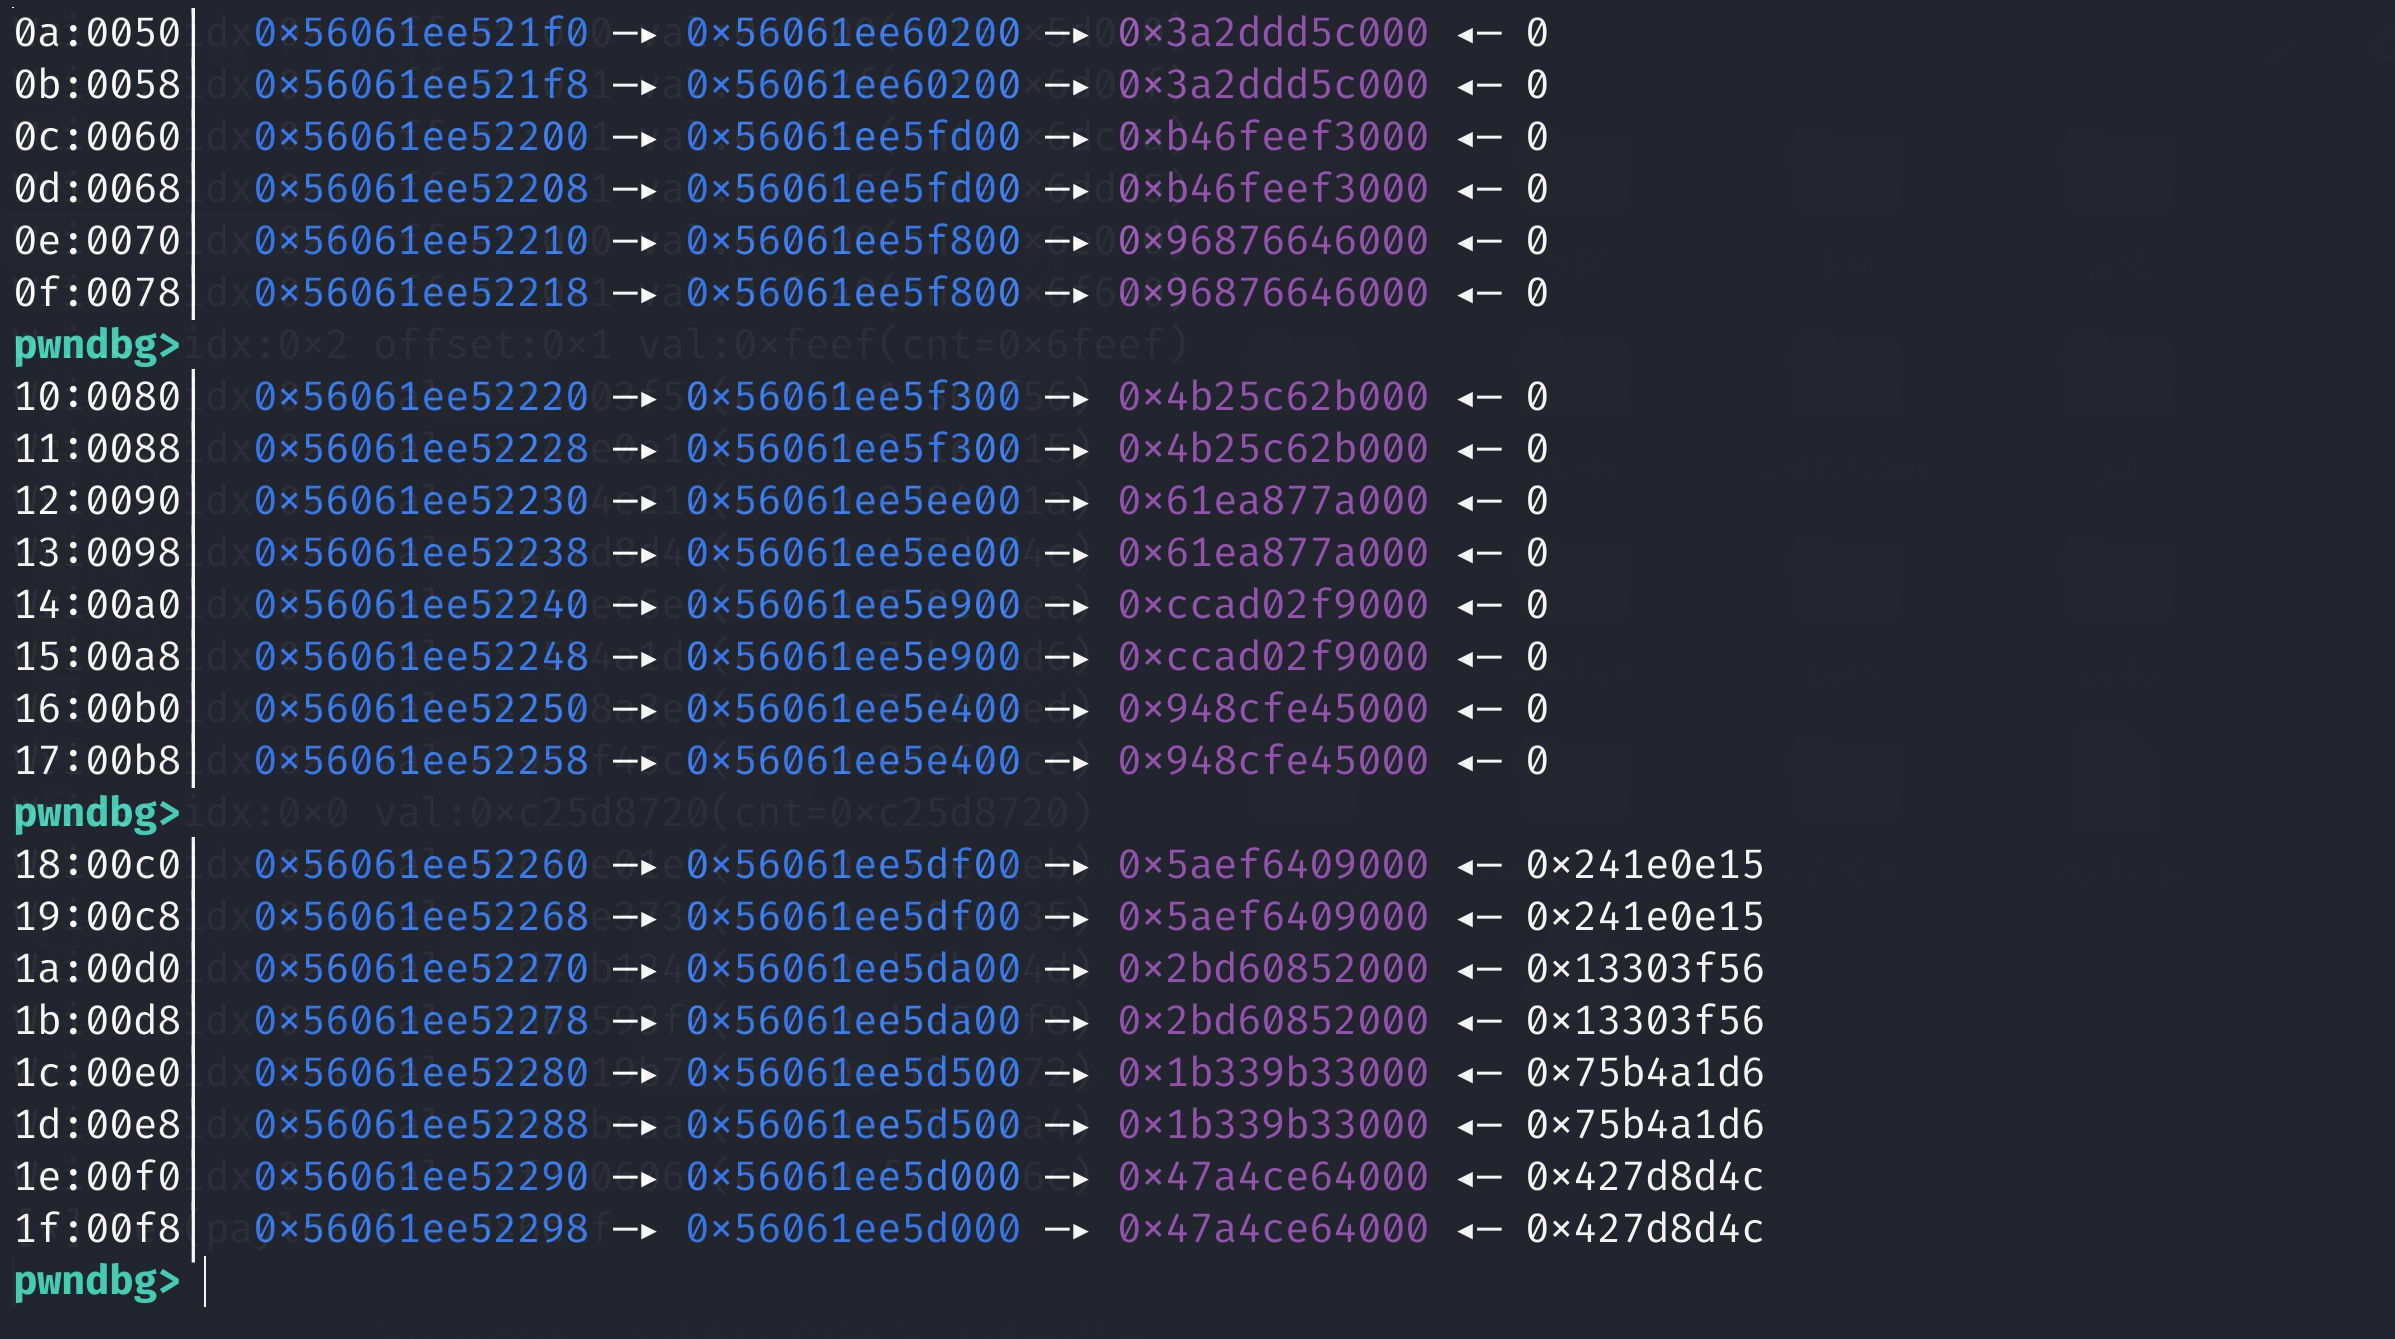 0a:0050│ 0x56061ee521f0 —▸ 0x56061ee60200 —▸ 0x3a2ddd5c000 ◂— 0
0b:0058│ 0x56061ee521f8 —▸ 0x56061ee60200 —▸ 0x3a2ddd5c000 ◂— 0
0c:0060│ 0x56061ee52200 —▸ 0x56061ee5fd00 —▸ 0xb46feef3000 ◂— 0
0d:0068│ 0x56061ee52208 —▸ 0x56061ee5fd00 —▸ 0xb46feef3000 ◂— 0
0e:0070│ 0x56061ee52210 —▸ 0x56061ee5f800 —▸ 0x96876646000 ◂— 0
0f:0078│ 0x56061ee52218 —▸ 0x56061ee5f800 —▸ 0x96876646000 ◂— 0
pwndbg> idx:0x2 offset:0x1 val:0xfeef(cnt=0x6feef)
10:0080│ 0x56061ee52220 —▸ 0x56061ee5f300 —▸ 0x4b25c62b000 ◂— 0
11:0088│ 0x56061ee52228 —▸ 0x56061ee5f300 —▸ 0x4b25c62b000 ◂— 0
12:0090│ 0x56061ee52230 —▸ 0x56061ee5ee00 —▸ 0x61ea877a000 ◂— 0
13:0098│ 0x56061ee52238 —▸ 0x56061ee5ee00 —▸ 0x61ea877a000 ◂— 0
14:00a0│ 0x56061ee52240 —▸ 0x56061ee5e900 —▸ 0xccad02f9000 ◂— 0
15:00a8│ 0x56061ee52248 —▸ 0x56061ee5e900 —▸ 0xccad02f9000 ◂— 0
16:00b0│ 0x56061ee52250 —▸ 0x56061ee5e400 —▸ 0x948cfe45000 ◂— 0
17:00b8│ 0x56061ee52258 —▸ 0x56061ee5e400 —▸ 0x948cfe45000 ◂— 0
pwndbg> idx:0x0 val:0xc25d8720(cnt=0xc25d8720)
18:00c0│ 0x56061ee52260 —▸ 0x56061ee5df00 —▸ 0x5aef6409000 ◂— 0x241e0e15
19:00c8│ 0x56061ee52268 —▸ 0x56061ee5df00 —▸ 0x5aef6409000 ◂— 0x241e0e15
1a:00d0│ 0x56061ee52270 —▸ 0x56061ee5da00 —▸ 0x2bd60852000 ◂— 0x13303f56
1b:00d8│ 0x56061ee52278 —▸ 0x56061ee5da00 —▸ 0x2bd60852000 ◂— 0x13303f56
1c:00e0│ 0x56061ee52280 —▸ 0x56061ee5d500 —▸ 0x1b339b33000 ◂— 0x75b4a1d6
1d:00e8│ 0x56061ee52288 —▸ 0x56061ee5d500 —▸ 0x1b339b33000 ◂— 0x75b4a1d6
1e:00f0│ 0x56061ee52290 —▸ 0x56061ee5d000 —▸ 0x47a4ce64000 ◂— 0x427d8d4c
1f:00f8│ 0x56061ee52298 —▸ 0x56061ee5d000 —▸ 0x47a4ce64000 ◂— 0x427d8d4c
pwndbg>